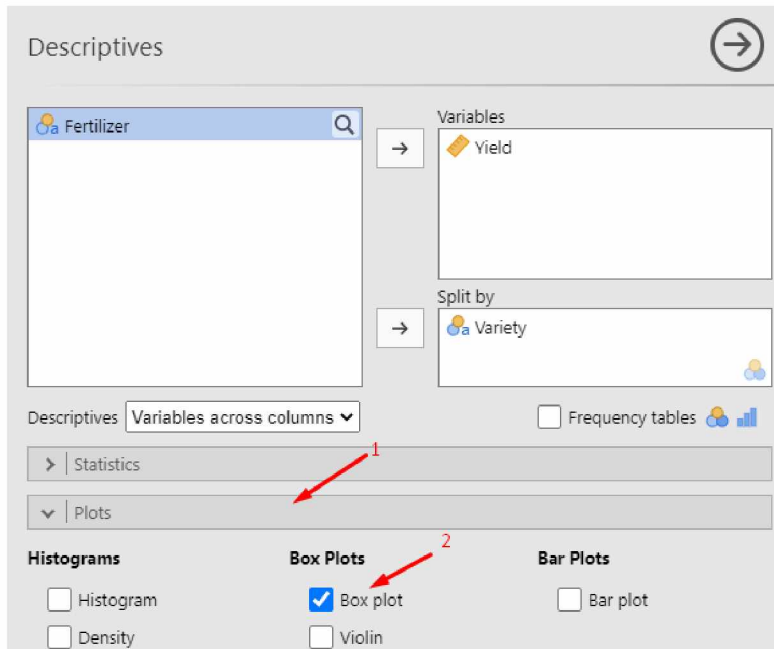 Descriptives
Fertilizer
Variables
Yield
Split by
Variety
Descriptives Variables across columns
Frequency tables
1
Statistics
Plots
2
Histograms Box Plots Bar Plots
Histogram Box plot Bar plot
Density Violin